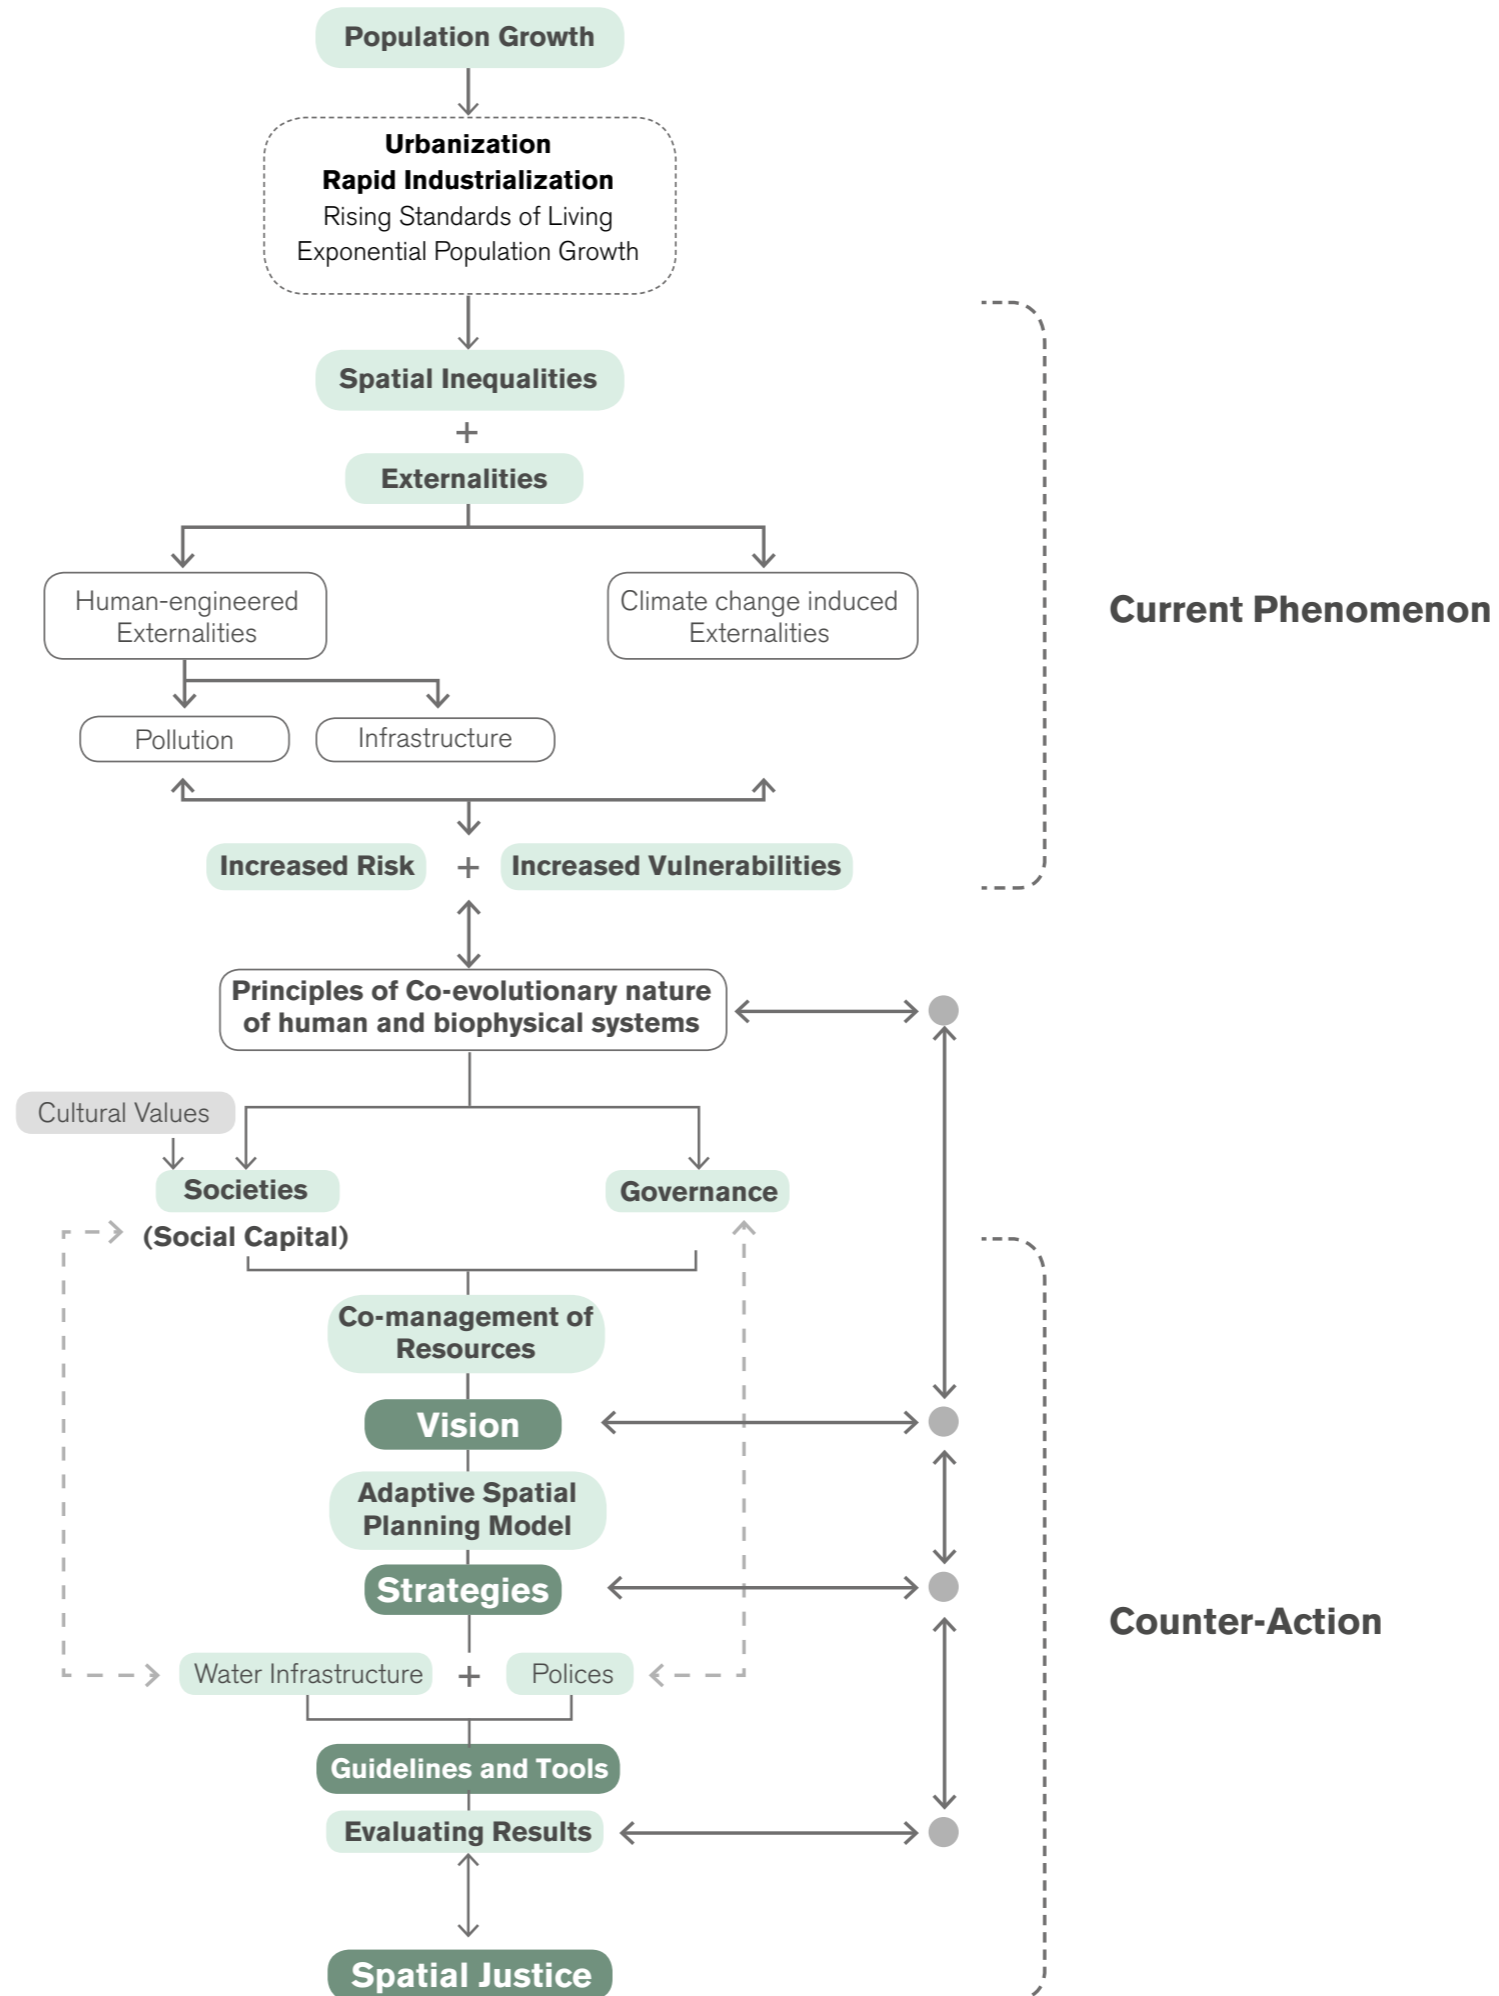 Population Growth
Urbanization
Rapid Industrialization
Rising Standards of Living
Exponential Population Growth
Spatial Inequalities
+
Externalities
Human-engineered
Externalities
Climate change induced
Externalities
Current Phenomenon
Pollution
Infrastructure
Increased Risk + Increased Vulnerabilities
Principles of Co-evolutionary nature
of human and biophysical systems
Cultural Values
Societies
(Social Capital)
Governance
Co-management of
Resources
Vision
Adaptive Spatial
Planning Model
Strategies
Counter-Action
Water Infrastructure + Polices
Guidelines and Tools
Evaluating Results
Spatial Justice